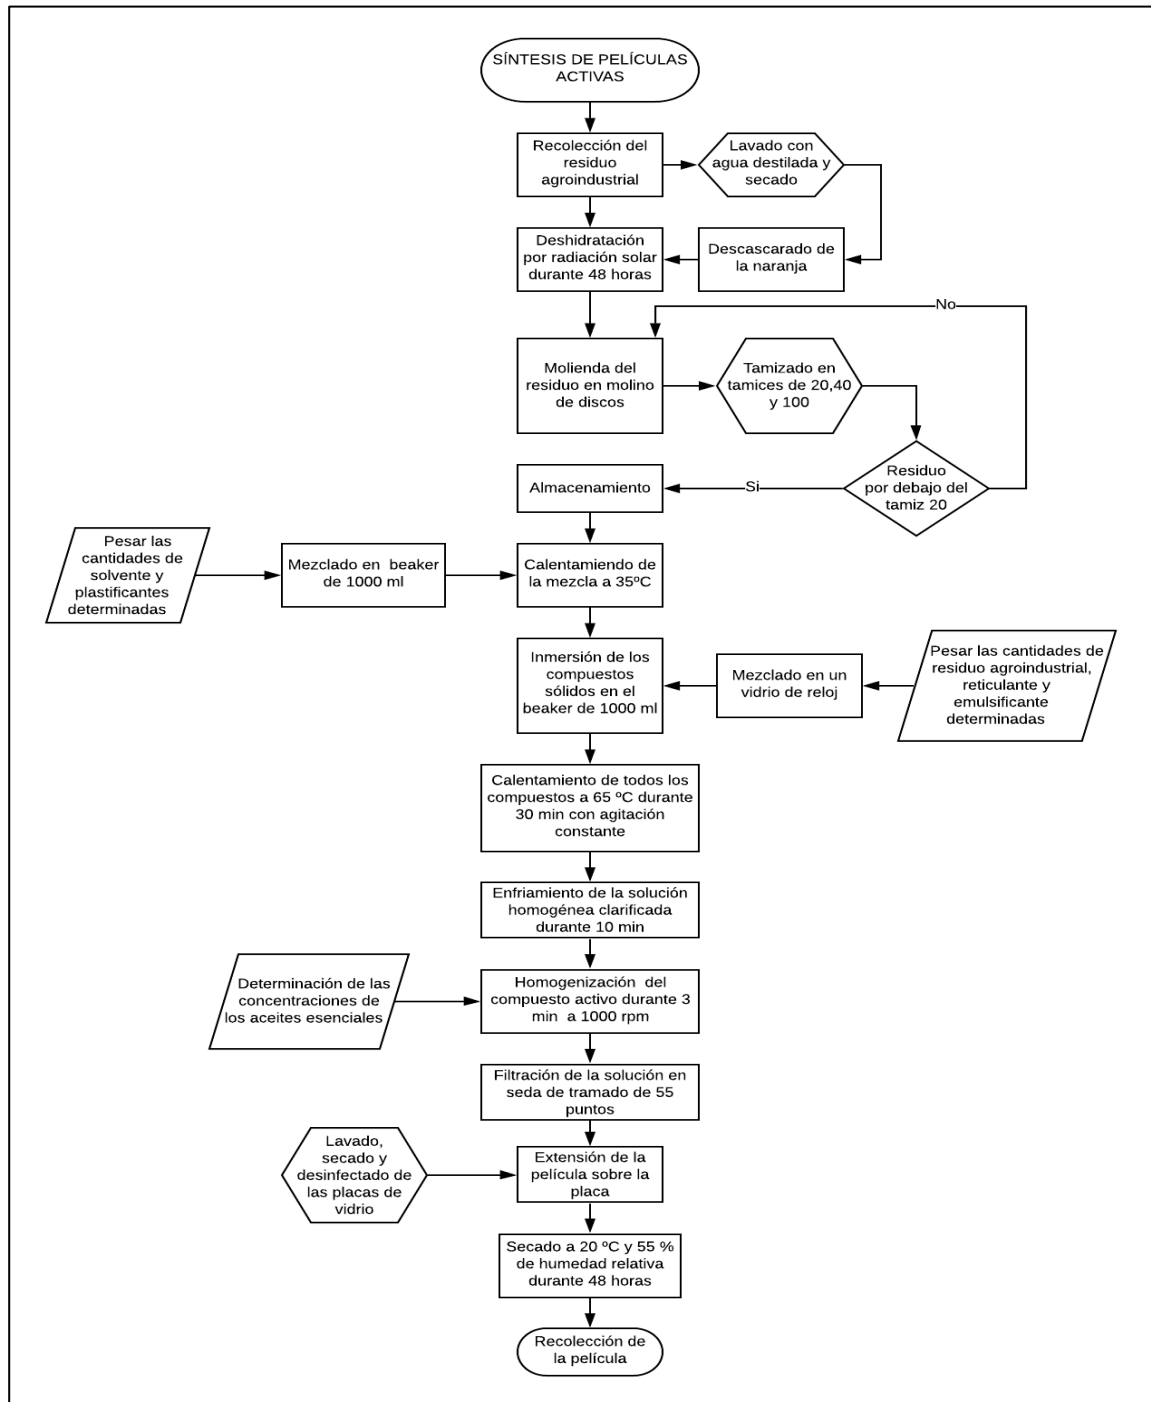 SÍNTESIS DE PELÍCULAS
ACTIVAS
Recolección del
residuo
agroindustrial
Lavado con
agua destilada y
secado
Deshidratación
por radiación solar
durante 48 horas
Descascarado de
la naranja
No
Molienda del
residuo en molino
de discos
Tamizado en
tamices de 20,40
y 100
Residuo
por debajo del
tamiz 20
Si
Almacenamiento
Pesar las
cantidades de
solvente y
plastificantes
determinadas
Mezclado en beaker
de 1000 ml
Calentamiendo de
la mezcla a 35ºC
Inmersión de los
compuestos
sólidos en el
beaker de 1000 ml
Mezclado en un
vidrio de reloj
Pesar las cantidades de
residuo agroindustrial,
reticulante y
emulsificante
determinadas
Calentamiento de todos los
compuestos a 65 ºC durante
30 min con agitación
constante
Enfriamiento de la solución
homogénea clarificada
durante 10 min
Determinación de las
concentraciones de
los aceites esenciales
Homogenización del
compuesto activo durante 3
min a 1000 rpm
Filtración de la solución en
seda de tramado de 55
puntos
Lavado,
secado y
desinfectado de
las placas de
vidrio
Extensión de la
película sobre la
placa
Secado a 20 ºC y 55 %
de humedad relativa
durante 48 horas
Recolección de
la película